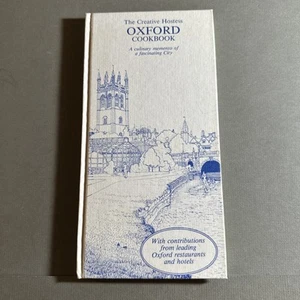 The Creative Hostess
OXFORD
COOKBOOK
A culinary memento of
a fascinating City
With contributions
from leading
Oxford restaurants
and hotels